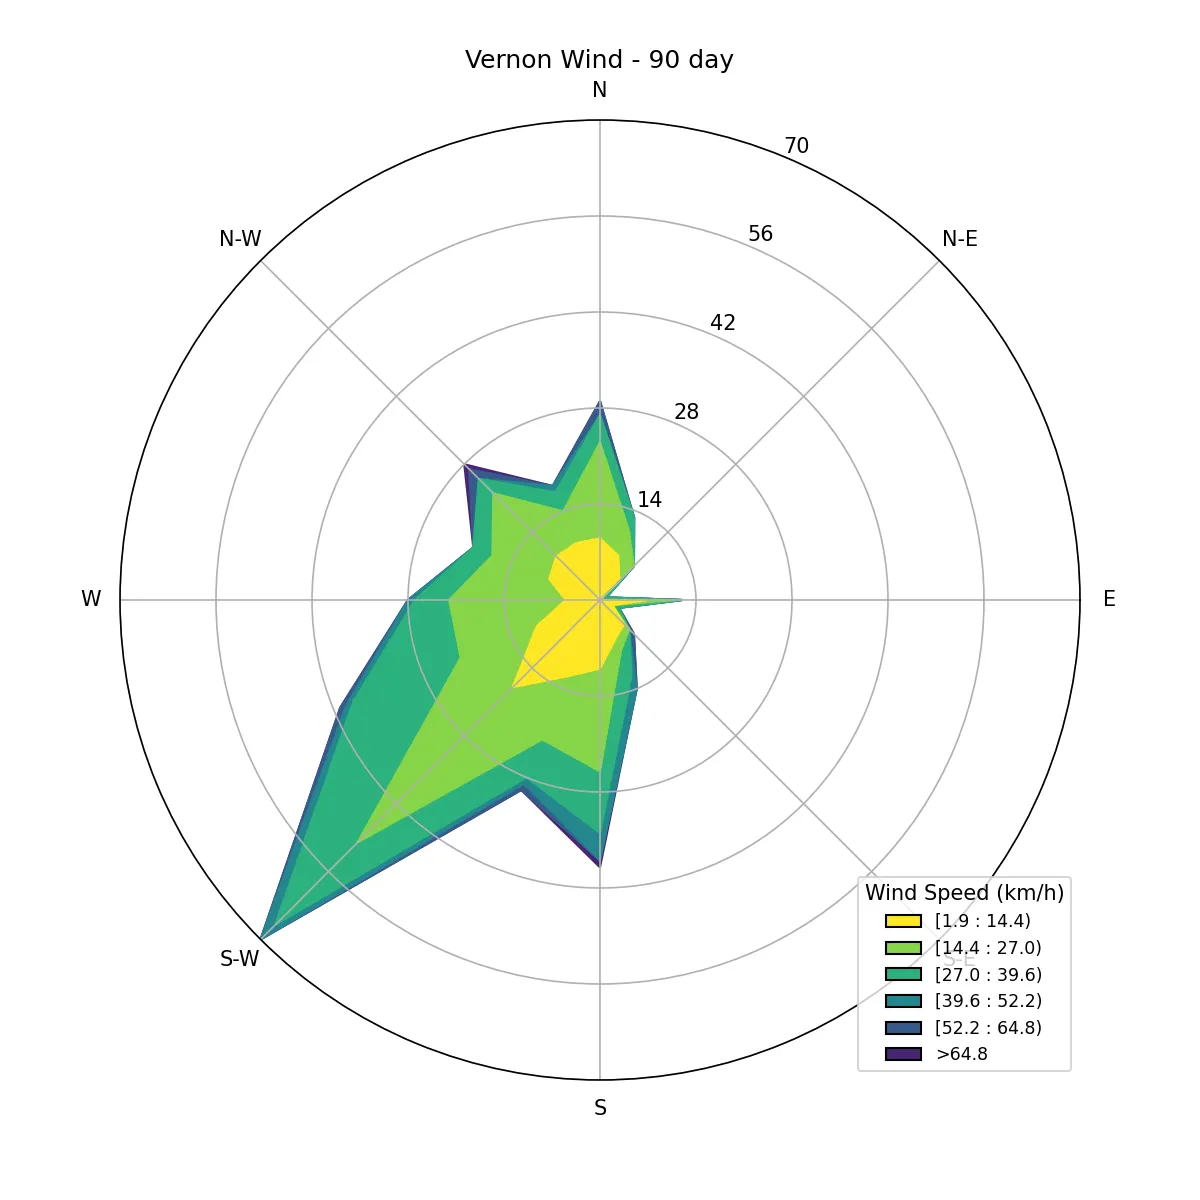 Vernon Wind - 90 day
N
70
N-W
56
N-E
42
28
14
W
E
S-W
S-E
Wind Speed (km/h)
[1.9 : 14.4)
[14.4 : 27.0)
[27.0 : 39.6)
[39.6 : 52.2)
[52.2 : 64.8)
>64.8
S